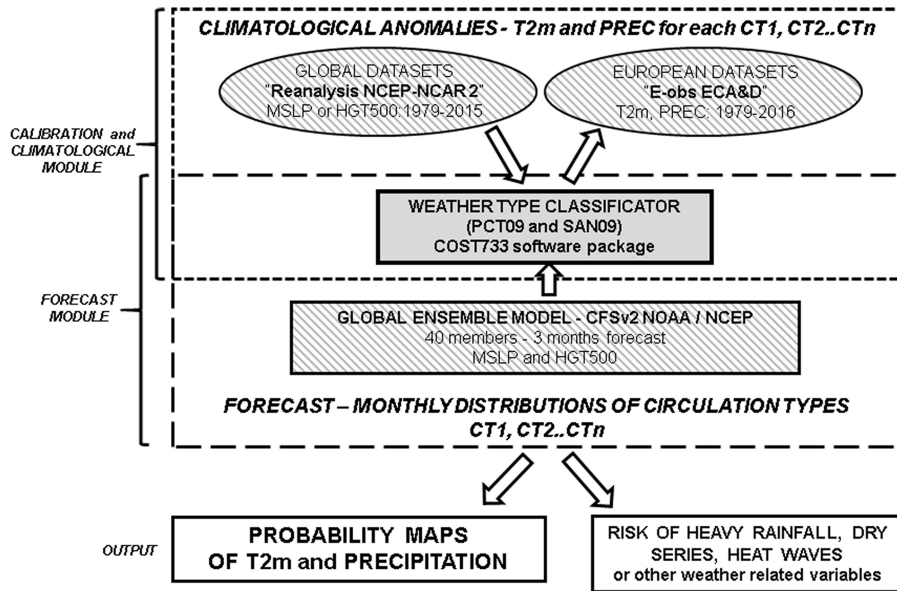 CLIMATOLOGICAL ANOMALIES - T2m and PREC for each CT1, CT2..CTn
GLOBAL DATASETS
"Reanalysis NCEP-NCAR 2"
MSLP or HGT500:1979-2015
EUROPEAN DATASETS
"E-obs ECA&D"
T2m, PREC: 1979-2016
CALIBRATION and
CLIMATOLOGICAL
MODULE
WEATHER TYPE CLASSIFICATOR
(PCT09 and SAN09)
COST733 software package
FORECAST
MODULE
GLOBAL ENSEMBLE MODEL - CFSv2 NOAA / NCEP
40 members - 3 months forecast
MSLP and HGT500
FORECAST – MONTHLY DISTRIBUTIONS OF CIRCULATION TYPES
CT1, CT2..CTn
OUTPUT
PROBABILITY MAPS
OF T2m and PRECIPITATION
RISK OF HEAVY RAINFALL, DRY
SERIES, HEAT WAVES
or other weather related variables